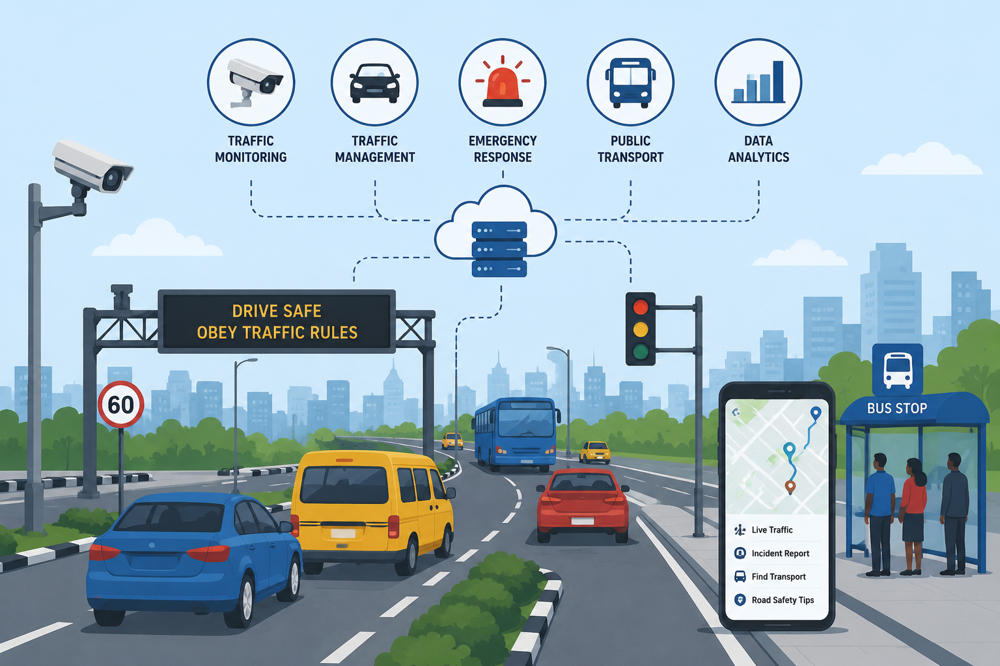 TRAFFIC
MONITORING
TRAFFIC
MANAGEMENT
EMERGENCY
RESPONSE
PUBLIC
TRANSPORT
DATA
ANALYTICS
DRIVE SAFE
OBEY TRAFFIC RULES
60
BUS STOP
Live Traffic
Incident Report
Find Transport
Road Safety Tips